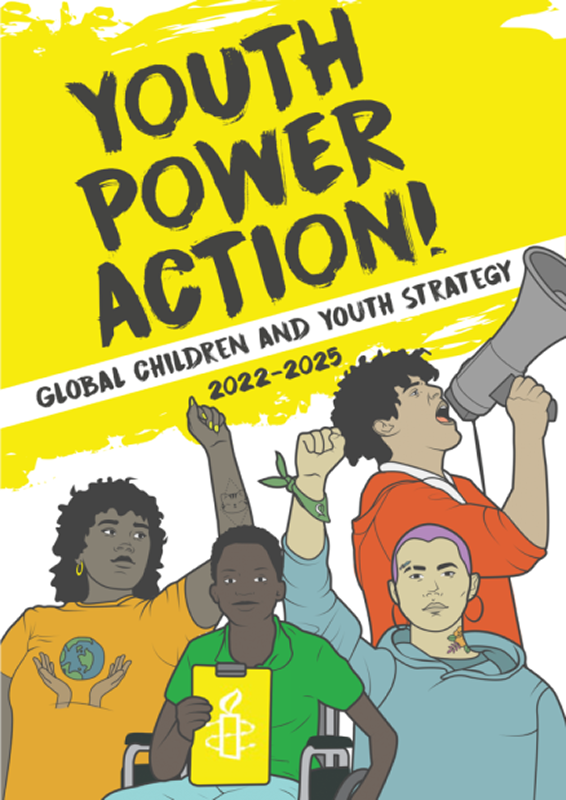 YOUTH
POWER
ACTION!
GLOBAL CHILDREN AND YOUTH STRATEGY
2022-2025